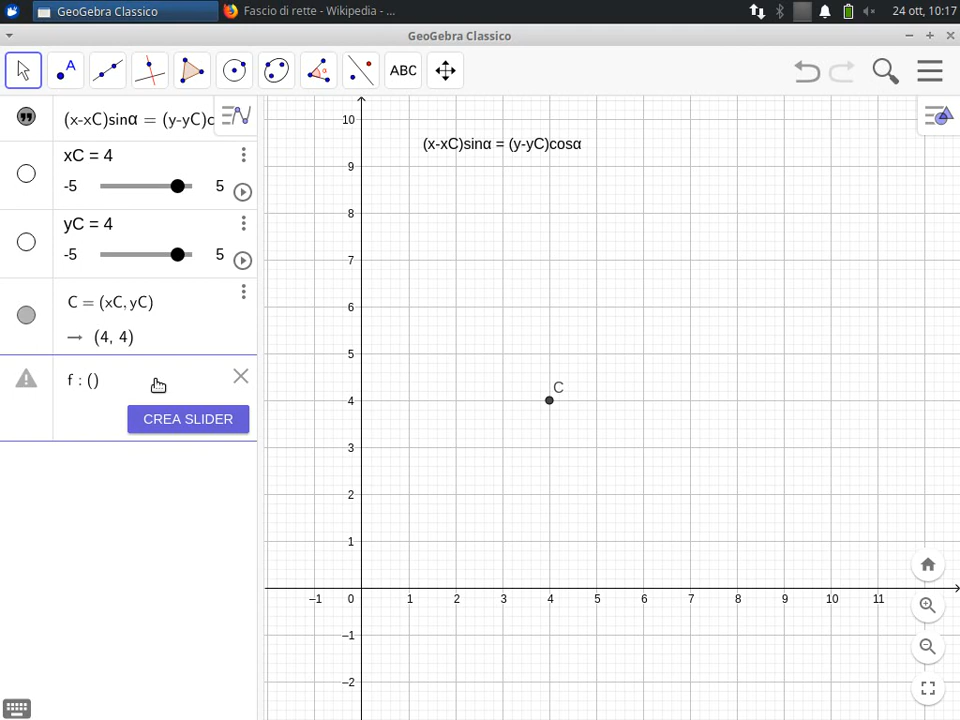 GeoGebra Classico
Fascio di rette - Wikipedia - ...
24 ott, 10:17
GeoGebra Classico
A
ABC
(x-xC)sinα = (y-yC)c
xC = 4
-5
5
yC = 4
-5
5
C = (xC, yC)
→ (4, 4)
f : ()
CREA SLIDER
(x-xC)sinα = (y-yC)cosα
C
10
9
8
7
6
5
4
3
2
1
–1
0
1
2
3
4
5
6
7
8
9
10
11
–1
–2